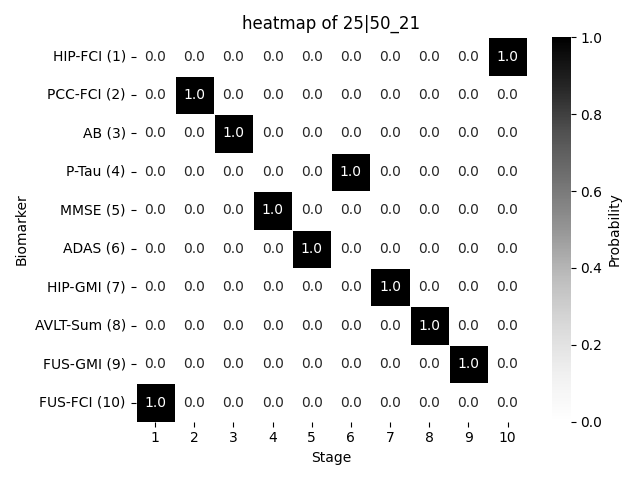 heatmap of 25|50_21
HIP-FCI (1) 0.0 0.0 0.0 0.0 0.0 0.0 0.0 0.0 0.0 1.0
PCC-FCI (2) 0.0 1.0 0.0 0.0 0.0 0.0 0.0 0.0 0.0 0.0
AB (3) 0.0 0.0 1.0 0.0 0.0 0.0 0.0 0.0 0.0 0.0
P-Tau (4) 0.0 0.0 0.0 0.0 0.0 1.0 0.0 0.0 0.0 0.0
MMSE (5) 0.0 0.0 0.0 1.0 0.0 0.0 0.0 0.0 0.0 0.0
ADAS (6) 0.0 0.0 0.0 0.0 1.0 0.0 0.0 0.0 0.0 0.0
HIP-GMI (7) 0.0 0.0 0.0 0.0 0.0 0.0 1.0 0.0 0.0 0.0
AVLT-Sum (8) 0.0 0.0 0.0 0.0 0.0 0.0 0.0 1.0 0.0 0.0
FUS-GMI (9) 0.0 0.0 0.0 0.0 0.0 0.0 0.0 0.0 1.0 0.0
FUS-FCI (10) 1.0 0.0 0.0 0.0 0.0 0.0 0.0 0.0 0.0 0.0
1 2 3 4 5 6 7 8 9 10
Stage
Biomarker
1.0
0.8
0.6
0.4
0.2
0.0
Probability